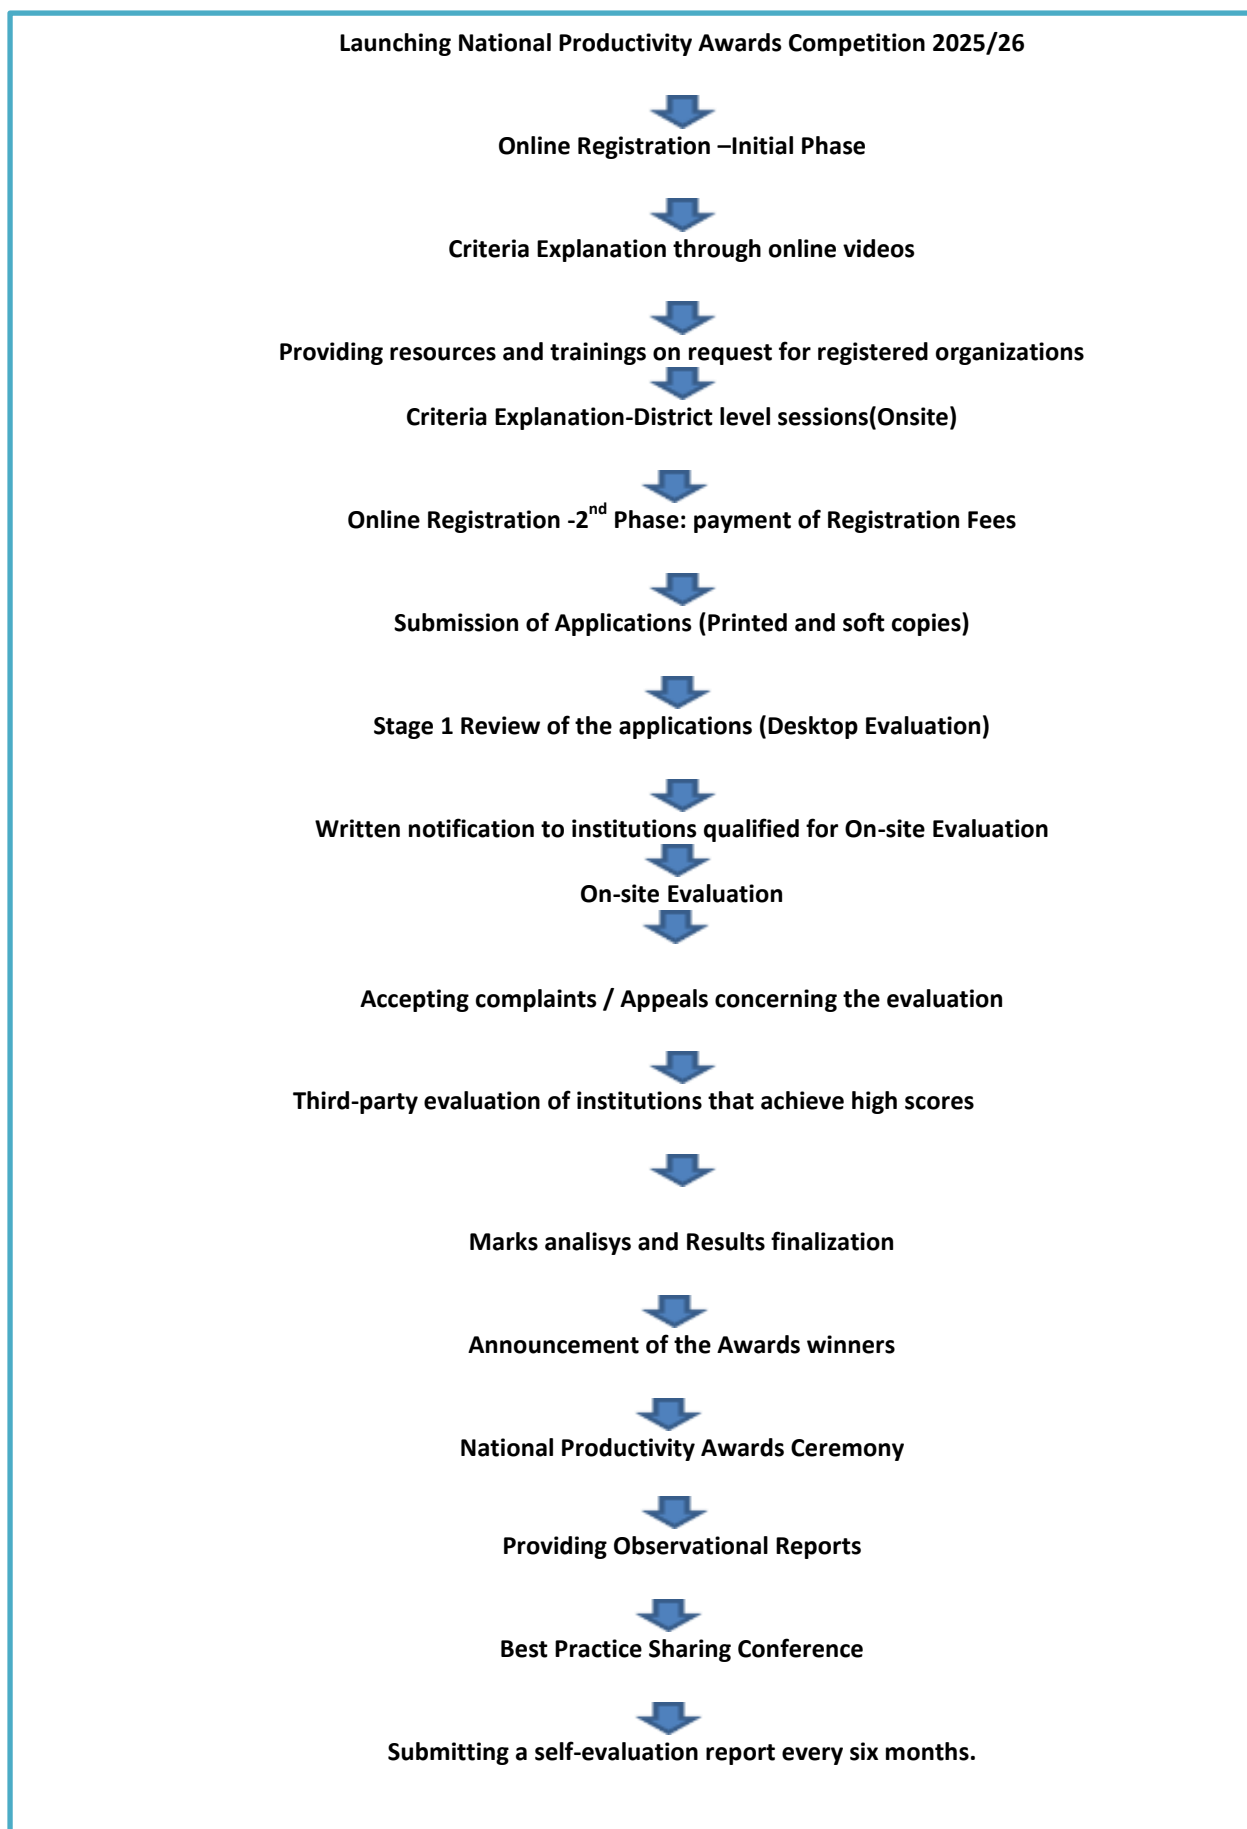 Launching National Productivity Awards Competition 2025/26
Online Registration –Initial Phase
Criteria Explanation through online videos
Providing resources and trainings on request for registered organizations
Criteria Explanation-District level sessions(Onsite)
Online Registration -2nd Phase: payment of Registration Fees
Submission of Applications (Printed and soft copies)
Stage 1 Review of the applications (Desktop Evaluation)
Written notification to institutions qualified for On-site Evaluation
On-site Evaluation
Accepting complaints / Appeals concerning the evaluation
Third-party evaluation of institutions that achieve high scores
Marks analisys and Results finalization
Announcement of the Awards winners
National Productivity Awards Ceremony
Providing Observational Reports
Best Practice Sharing Conference
Submitting a self-evaluation report every six months.